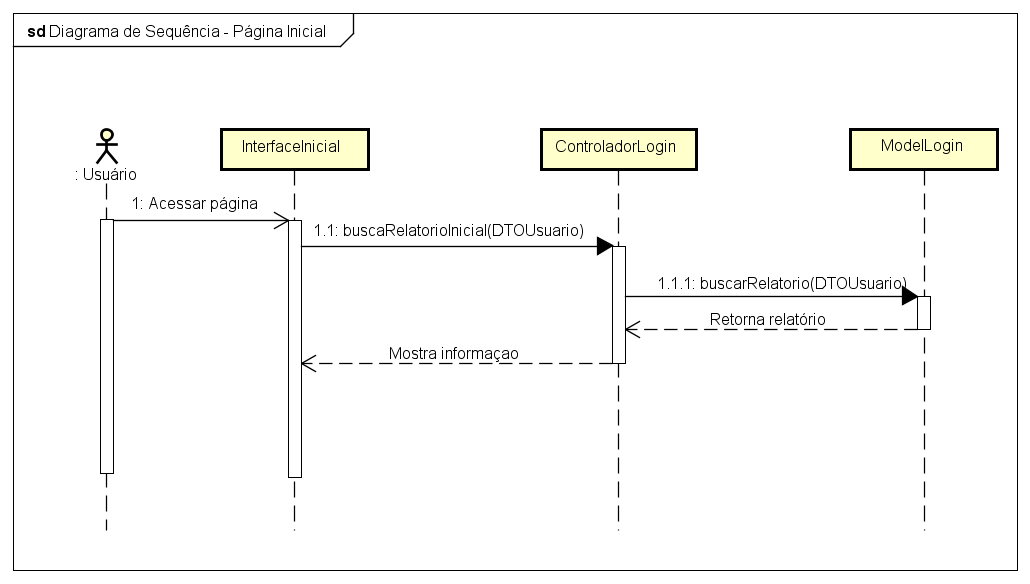 sd Diagrama de Sequência - Página Inicial
: Usuário
InterfaceInicial
ControladorLogin
ModelLogin
1: Acessar página
1.1: buscaRelatorioInicial(DTOUsuario)
1.1.1: buscarRelatorio(DTOUsuario)
Retorna relatório
Mostra informaçao